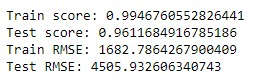 Train score: 0.9946760552826441
Test score: 0.9611684916785186
Train RMSE: 1682.7864267900409
Test RMSE: 4505.932606340743